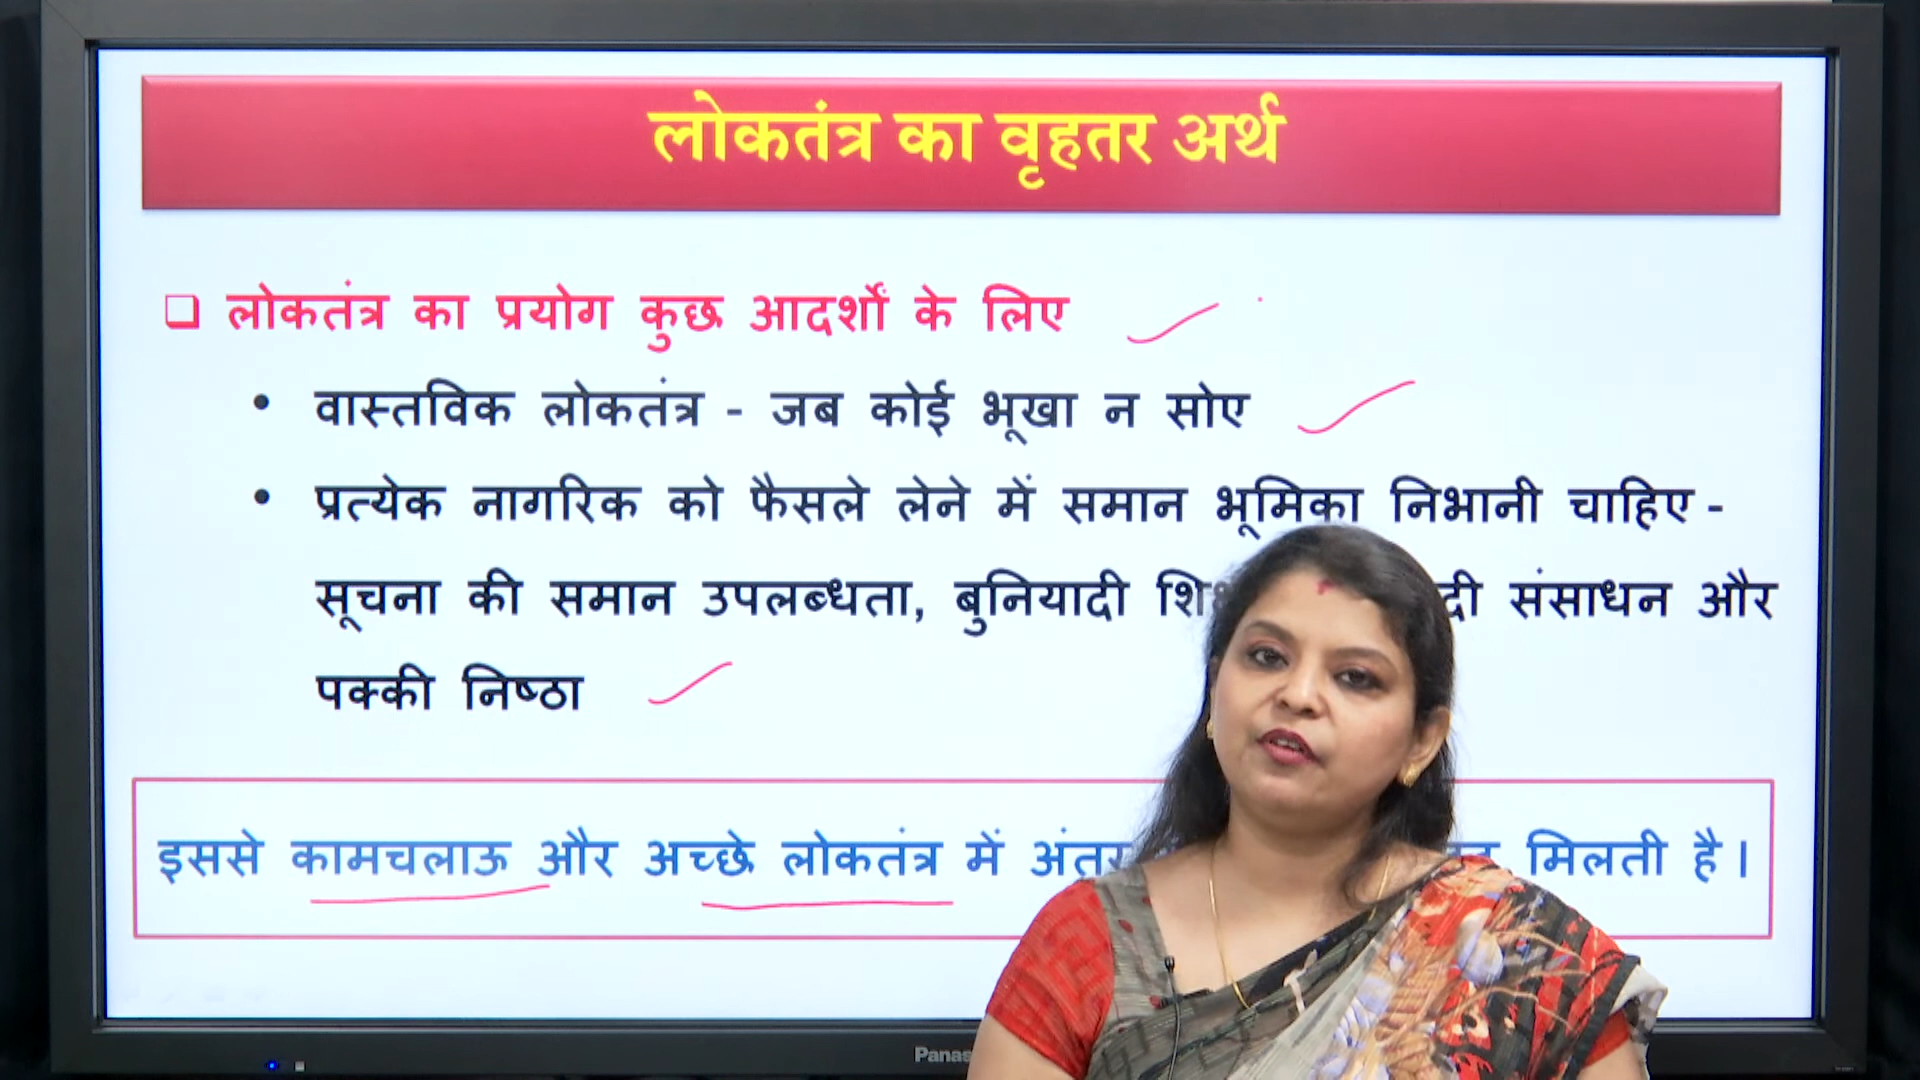 लोकतंत्र का वृहतर अर्थ
लोकतंत्र का प्रयोग कुछ आदर्शों के लिए
• वास्तविक लोकतंत्र - जब कोई भूखा न सोए
• प्रत्येक नागरिक को फैसले लेने में समान भूमिका निभानी चाहिए -
सूचना की समान उपलब्धता, बुनियादी संसाधन और
पक्की निष्ठा
इससे कामचलाऊ और अच्छे लोकतंत्र में अंतर मिलती है।